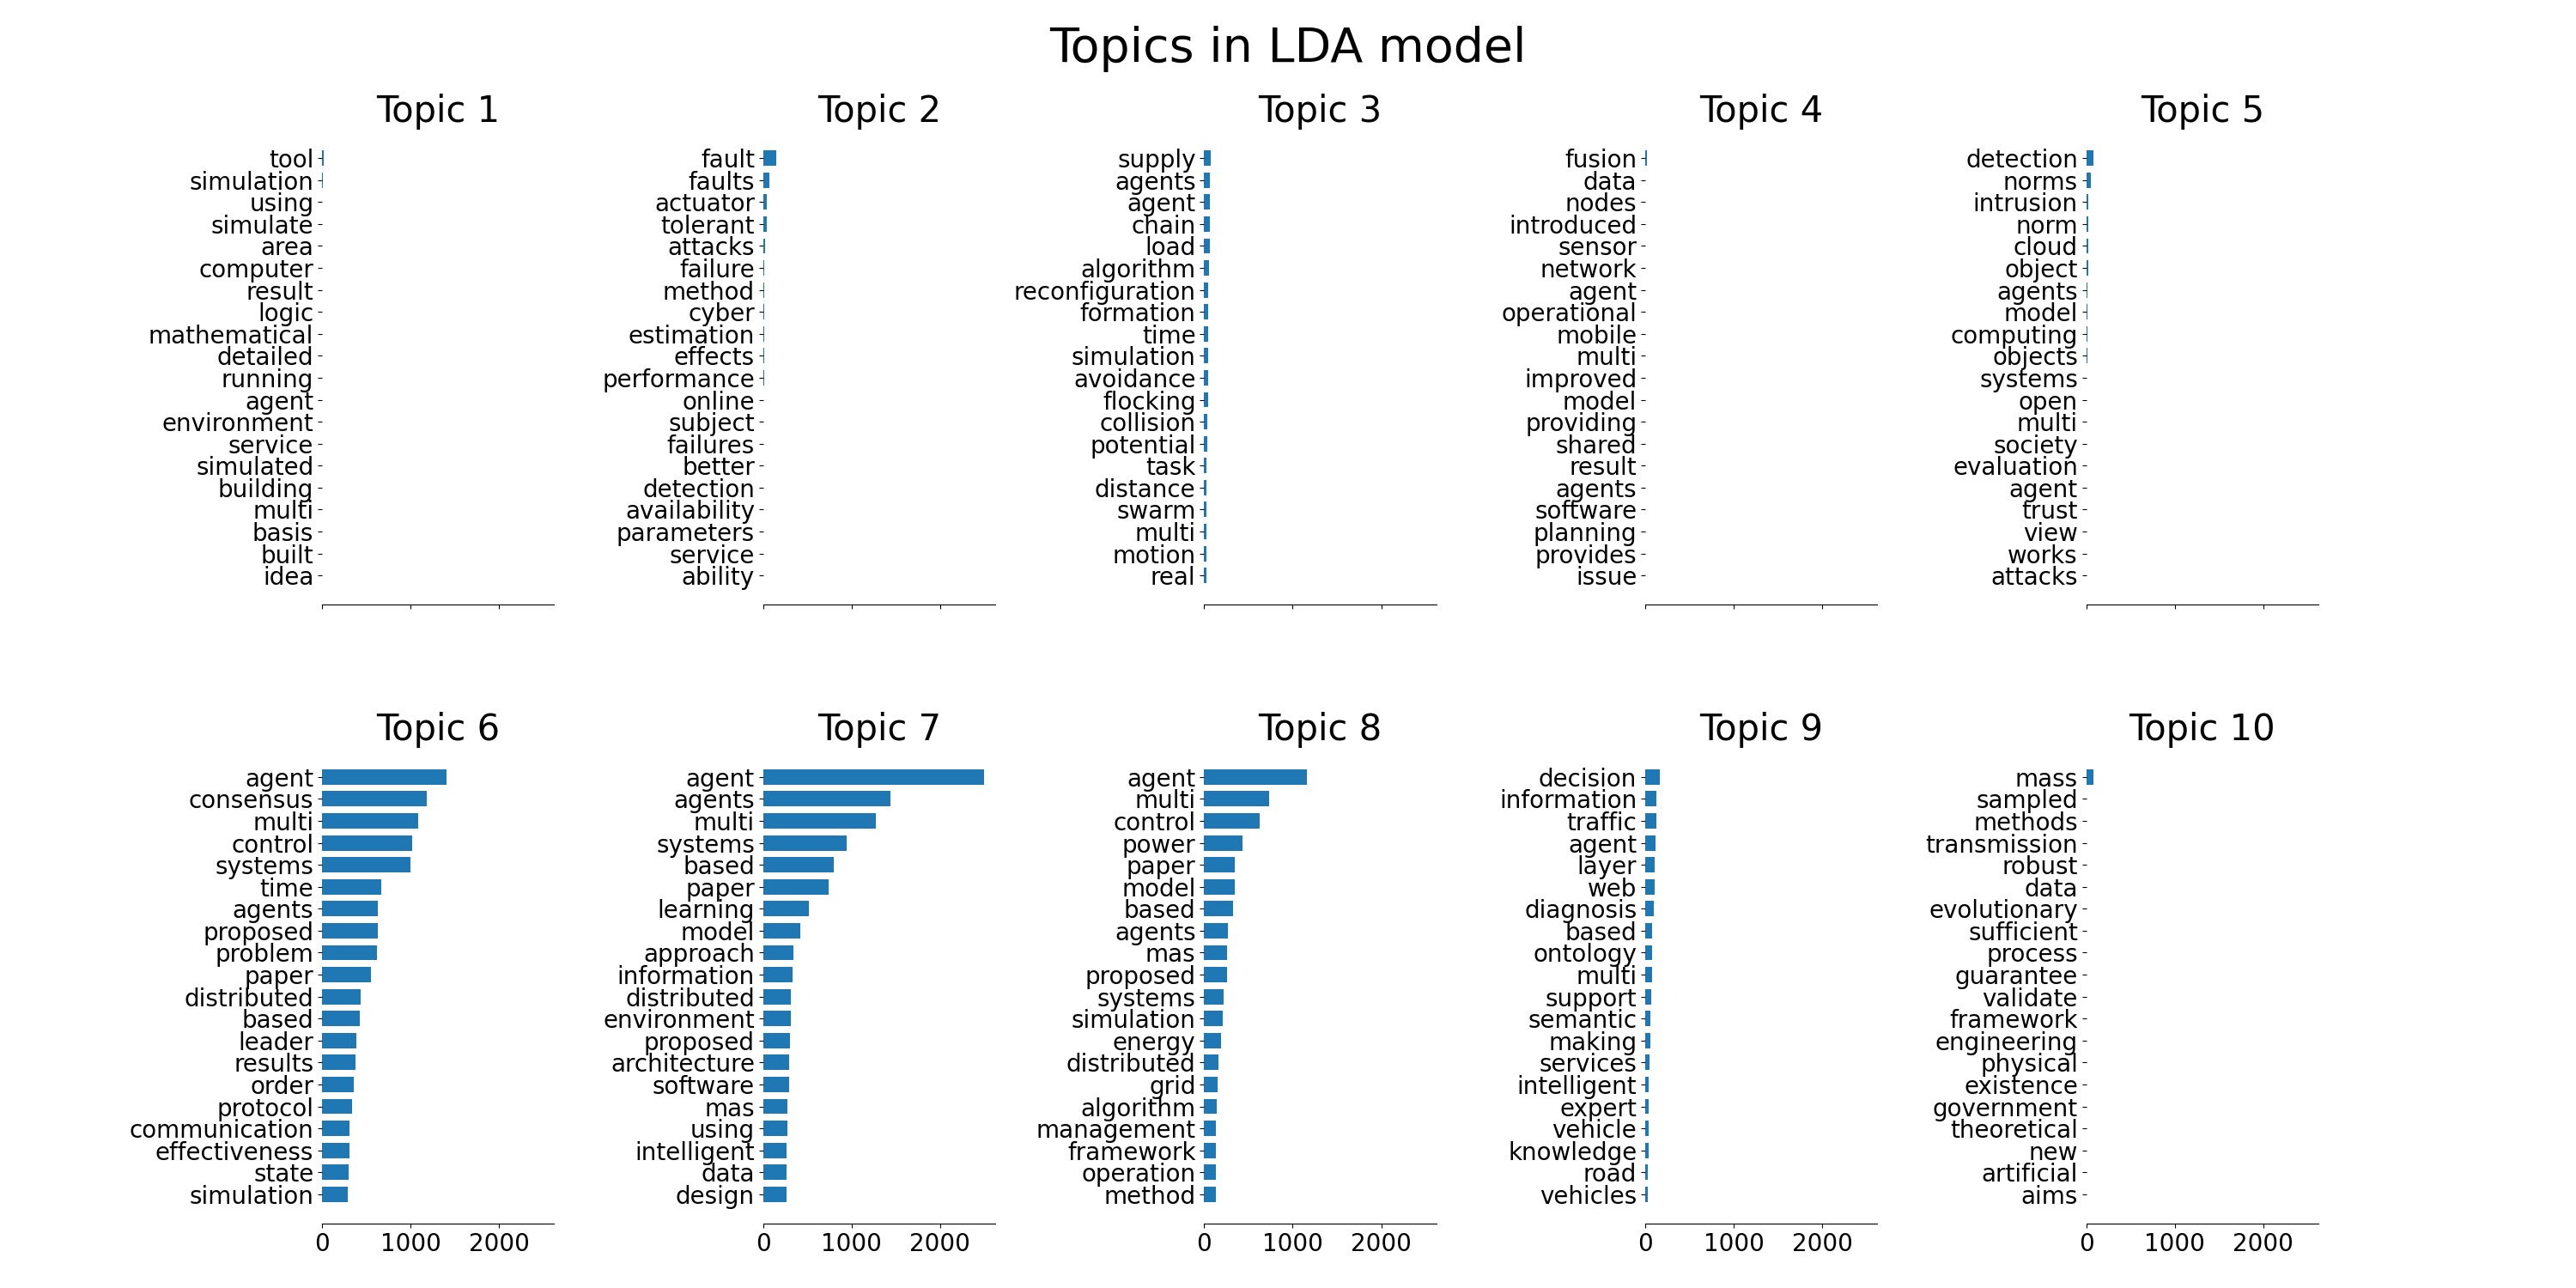 Topics in LDA model
Topic 1
tool
simulation
using
simulate
area
computer
result
logic
mathematical
detailed
running
agent
environment
service
simulated
building
multi
basis
built
idea
Topic 2
fault
faults
actuator
tolerant
attacks
failure
method
cyber
estimation
effects
performance
online
subject
failures
better
detection
availability
parameters
service
ability
Topic 3
supply
agents
agent
chain
load
algorithm
reconfiguration
formation
time
simulation
avoidance
flocking
collision
potential
task
distance
swarm
multi
motion
real
Topic 4
fusion
data
nodes
introduced
sensor
network
agent
operational
mobile
multi
improved
model
providing
shared
result
agents
software
planning
provides
issue
Topic 5
detection
norms
intrusion
norm
cloud
object
agents
model
computing
objects
systems
open
multi
society
evaluation
agent
trust
view
works
attacks
Topic 6
agent
consensus
multi
control
systems
time
agents
proposed
problem
paper
distributed
based
leader
results
order
protocol
communication
effectiveness
state
simulation
0 1000 2000
Topic 7
agent
agents
multi
systems
based
paper
learning
model
approach
information
distributed
environment
proposed
architecture
software
mas
using
intelligent
data
design
0 1000 2000
Topic 8
agent
multi
control
power
paper
model
based
agents
mas
proposed
systems
simulation
energy
distributed
grid
algorithm
management
framework
operation
method
0 1000 2000
Topic 9
decision
information
traffic
agent
layer
web
diagnosis
based
ontology
multi
support
semantic
making
services
intelligent
expert
vehicle
knowledge
road
vehicles
0 1000 2000
Topic 10
mass
sampled
methods
transmission
robust
data
evolutionary
sufficient
process
guarantee
validate
framework
engineering
physical
existence
government
theoretical
new
artificial
aims
0 1000 2000